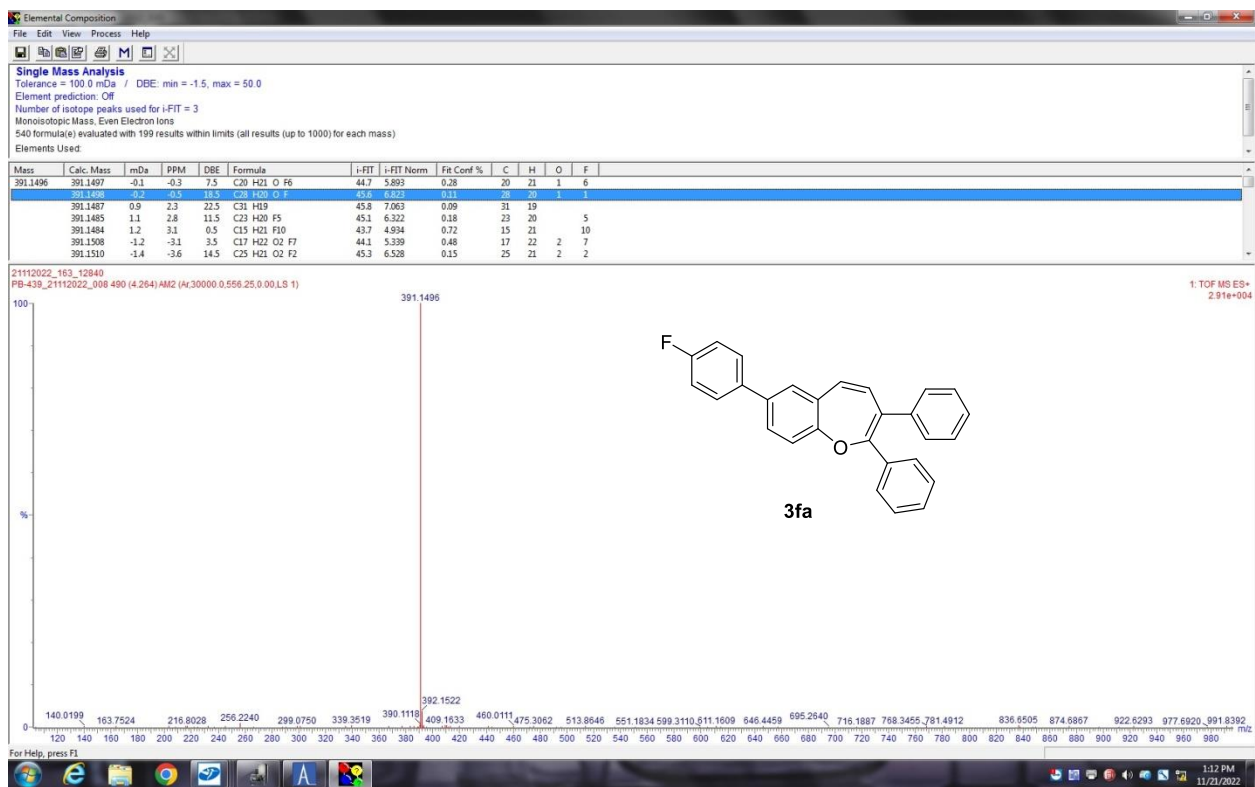 Elemental Composition
File Edit View Process Help
Single Mass Analysis
Tolerance = 100.0 mDa / DBE: min = -1.5, max = 50.0
Element prediction: Off
Number of isotope peaks used for i-FIT = 3
Monoisotopic Mass, Even Electron Ions
540 formula(e) evaluated with 199 results within limits (all results (up to 1000) for each mass)
Elements Used:
Mass Calc. Mass mDa PPM DBE Formula i-FIT i-FIT Norm Fit Conf % C H O F
391.1496 391.1497 -0.1 -0.3 7.5 C20 H21 O F6 44.7 5.893 0.28 20 21 1 6
391.1498 -0.2 -0.5 18.5 C28 H20 O F 45.6 6.823 0.11 28 20 1 1
391.1487 0.9 2.3 22.5 C31 H19 45.8 7.063 0.09 31 19
391.1485 1.1 2.8 11.5 C23 H20 F5 45.1 6.322 0.18 23 20 5
391.1484 1.2 3.1 0.5 C15 H21 F10 43.7 4.934 0.72 15 21 10
391.1508 -1.2 -3.1 3.5 C17 H22 O2 F7 44.1 5.339 0.48 17 22 2 7
391.1510 -1.4 -3.6 14.5 C25 H21 O2 F2 45.3 6.528 0.15 25 21 2 2
21112022_163_12840
PB-439_21112022_008 490 (4.264) AM2 (Ar,30000.0,556.25,0.00,LS 1)
1: TOF MS ES+
2.91e+004
100
391.1496
F
O
3fa
%
392.1522
140.0199 163.7524 216.8028 256.2240 299.0750 339.3519 390.1118 409.1633 460.0111 475.3062 513.8646 551.1834 599.3110 611.1609 646.4459 695.2640 716.1887 768.3455 781.4912 836.6505 874.6867 922.6293 977.6920 991.8392
0
m/z
120 140 160 180 200 220 240 260 280 300 320 340 360 380 400 420 440 460 480 500 520 540 560 580 600 620 640 660 680 700 720 740 760 780 800 820 840 860 880 900 920 940 960 980
For Help, press F1
1:12 PM
11/21/2022